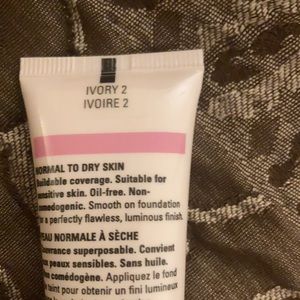 IVORY 2
IVOIRE 2
NORMAL TO DRY SKIN
Buildable coverage. Suitable for
sensitive skin. Oil-free. Non-
comedogenic. Smooth on foundation
for a perfectly flawless, luminous finish
PEAU NORMALE À SÈCHE
Couvrance superposable. Convient
peaux sensibles. Sans huile.
Non comédogène. Appliquez le fond
teint pour obtenir un fini lumineux